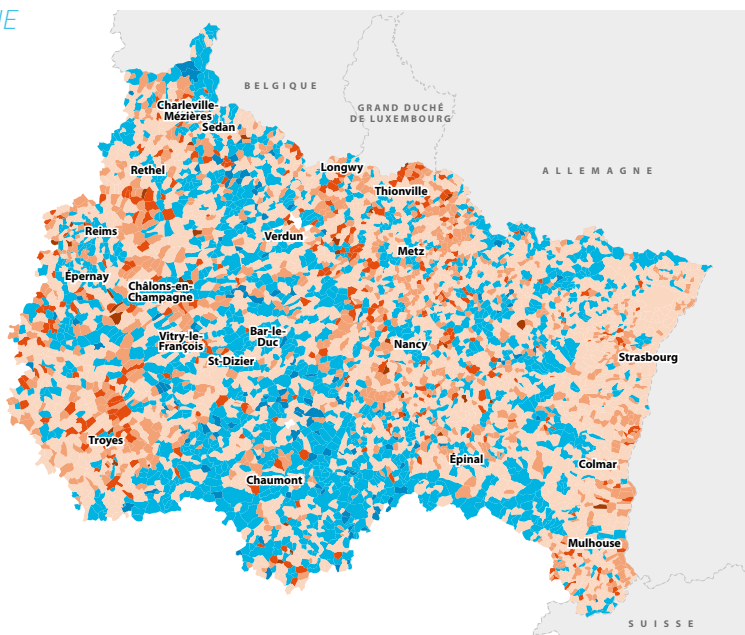 NE
BELGIQUE
GRAND DUCHÉ
DE LUXEMBOURG
Charleville-
Mézières
Sedan
ALLEMAGNE
Rethel
Longwy
Thionville
Reims
Verdun
Metz
Épernay
Châlons-en-
Champagne
Vitry-le-
François
Bar-le-
Duc
St-Dizier
Nancy
Strasbourg
Troyes
Chaumont
Épinal
Colmar
Mulhouse
SUISSE